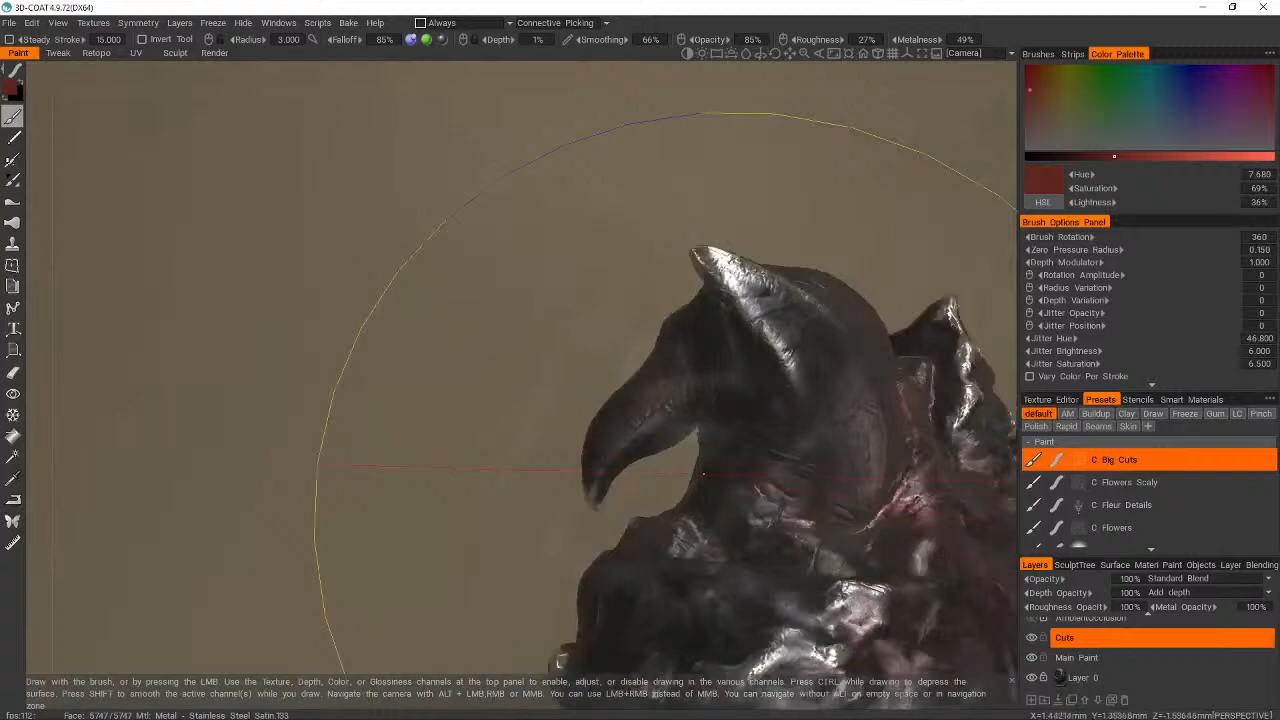 3D-COAT 4.9.72(DX64)
File Edit View Textures Symmetry Layers Freeze Hide Windows Scripts Bake Help Always Connective Picking
Steady Stroke 15.000 Invert Tool Radius 3.000 Falloff 85% Depth 1% Smoothing 66% Opacity 85% Roughness 27% Metalness 49%
Paint Tweak Retopo UV Sculpt Render [Camera]
Brushes Strips Color Palette
Hue 7.680
Saturation 69%
HSL Lightness 36%
Brush Options Panel
Brush Rotation 360
Zero Pressure Radius 0.150
Depth Modulator 1.000
Rotation Amplitude 0
Radius Variation 0
Depth Variation 0
Jitter Opacity 0
Jitter Position 0
Jitter Hue 46.800
Jitter Brightness 6.000
Jitter Saturation 6.500
Vary Color Per Stroke
Texture Editor Presets Stencils Smart Materials
default AM Buildup Clay Draw Freeze Gum LC Pinch
Polish Rapid Seams Skin +
- Paint
C Big Cuts
C Flowers Scaly
C Fleur Details
C Flowers
Layers SculptTree Surface Materi Paint Objects Layer Blending
Opacity 100% Standard Blend
Depth Opacity 100% Add depth
Roughness Opacit 100% Metal Opacity 100%
AmbientOcclusion
Cuts
Main Paint
Layer 0
Draw with the brush, or by pressing the LMB. Use the Texture, Depth, Color, or Glossiness channels at the top panel to enable, adjust, or disable drawing in the various channels. Press CTRL while drawing to depress the
surface. Press SHIFT to smooth the active channel(s) while you draw. Navigate the camera with ALT + LMB,RMB or MMB. You can use LMB+RMB instead of MMB. You can navigate without ALT on empty space or in navigation
zone
fps:112 Face: 5747/5747 Mtl: Metal - Stainless Steel Satin.133 [PERSPECTIVE]